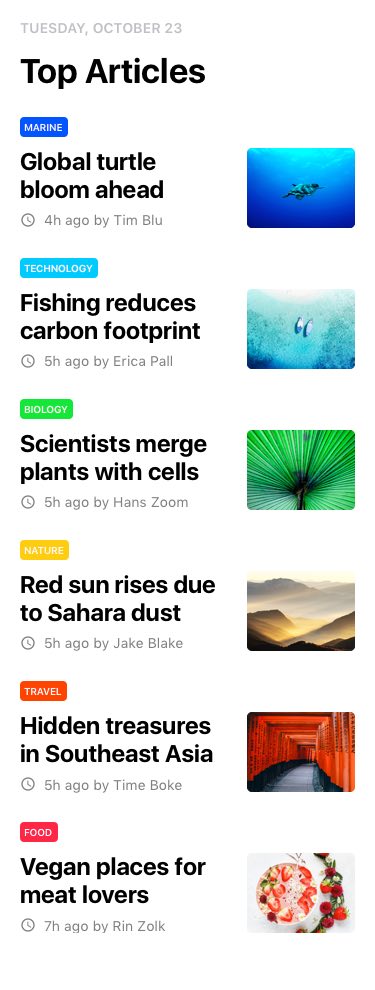 TUESDAY, OCTOBER 23
Top Articles
MARINE
Global turtle
bloom ahead
4h ago by Tim Blu
TECHNOLOGY
Fishing reduces
carbon footprint
5h ago by Erica Pall
BIOLOGY
Scientists merge
plants with cells
5h ago by Hans Zoom
NATURE
Red sun rises due
to Sahara dust
5h ago by Jake Blake
TRAVEL
Hidden treasures
in Southeast Asia
5h ago by Time Boke
FOOD
Vegan places for
meat lovers
7h ago by Rin Zolk